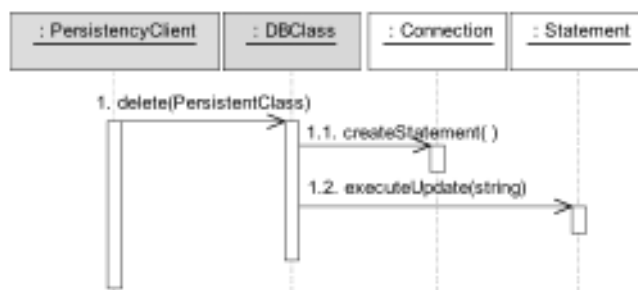 : PersistencyClient
: DBClass
: Connection
: Statement
1. delete(PersistentClass)
1.1. createStatement( )
1.2. executeUpdate(string)